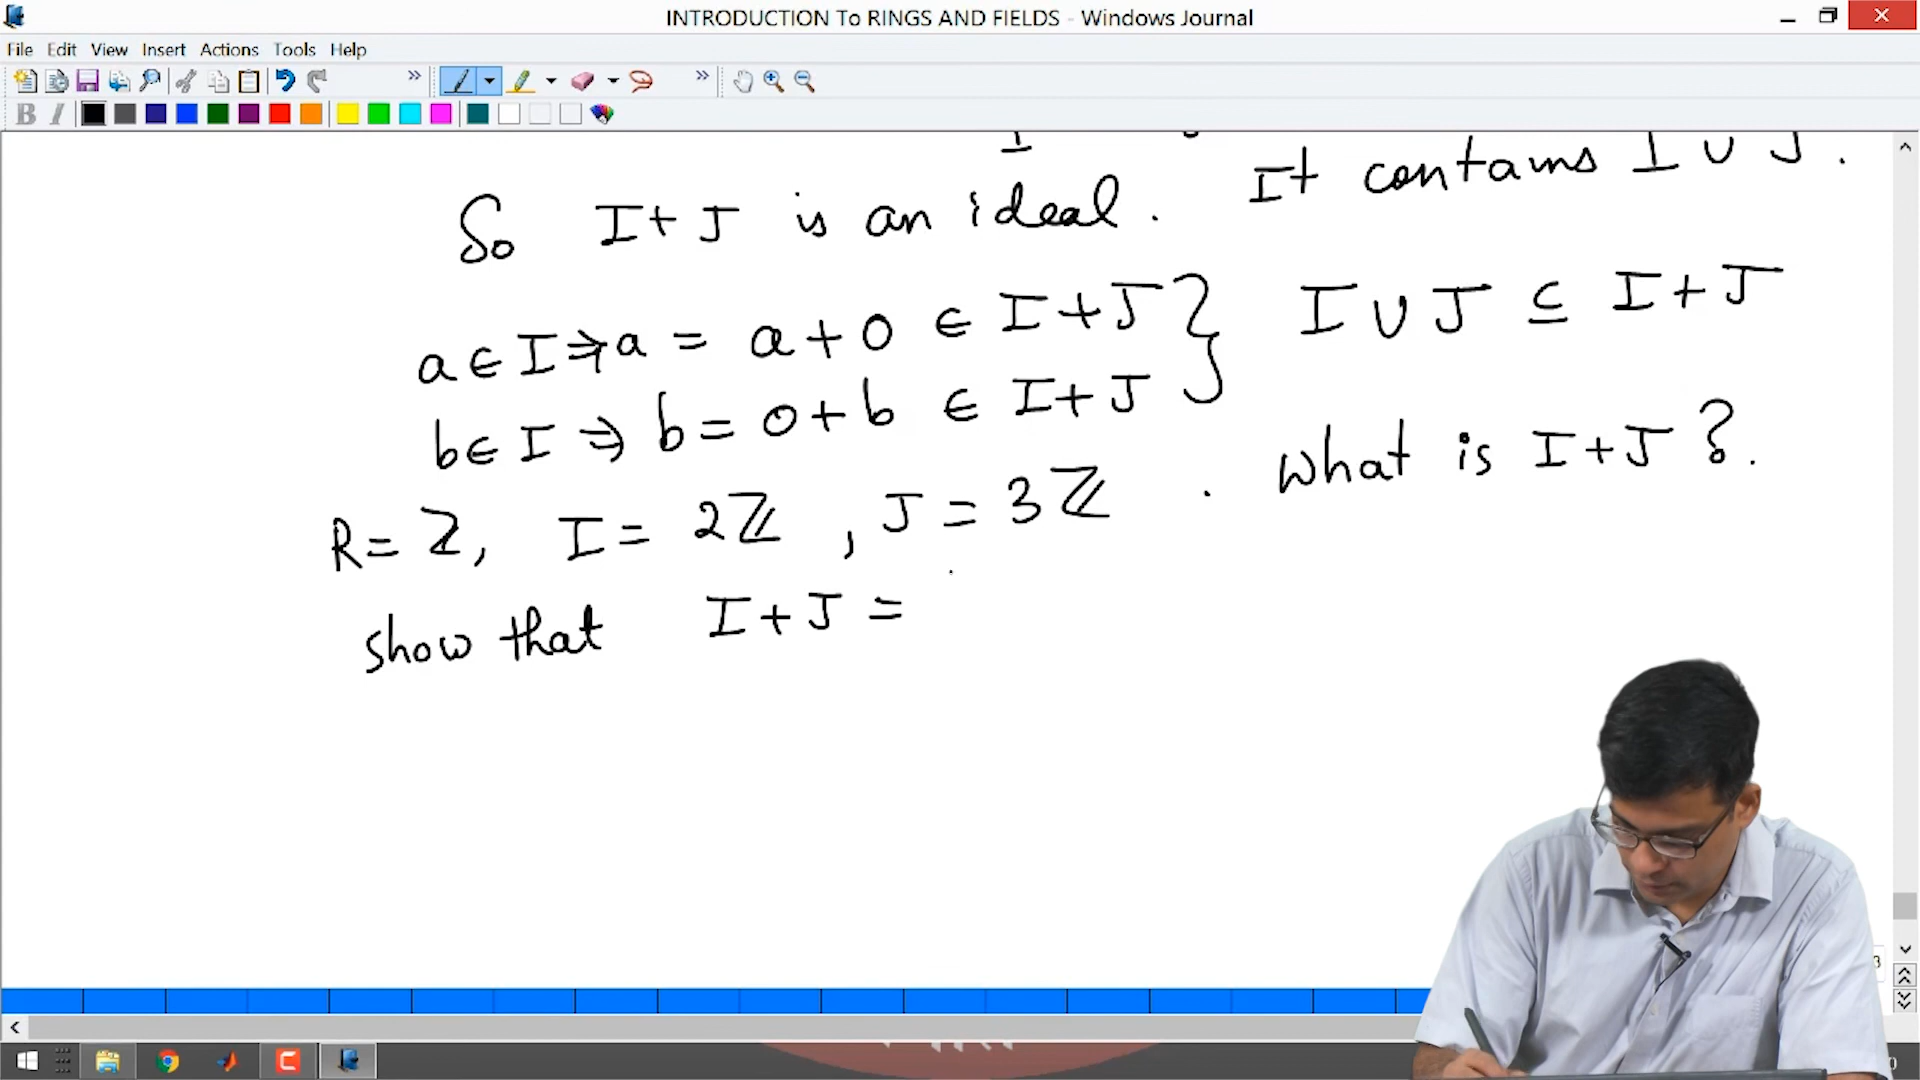 INTRODUCTION To RINGS AND FIELDS - Windows Journal
File Edit View Insert Actions Tools Help
B I
So I+J is an ideal. It contains I ∪ J.
a ∈ I ⇒ a = a+0 ∈ I+J } I ∪ J ⊆ I+J
b ∈ I ⇒ b = 0+b ∈ I+J
R = ℤ, I = 2ℤ, J = 3ℤ. What is I+J?.
show that I+J =